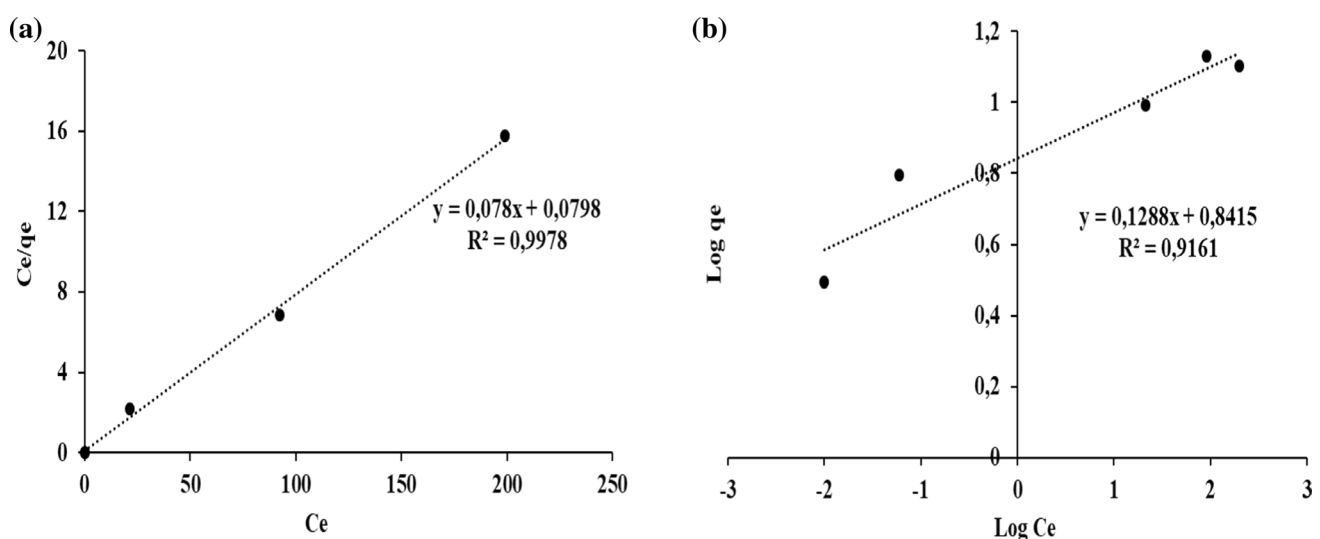 (a)
20
16
12
8
4
0
Ce/qe
y = 0,078x + 0,0798
R² = 0,9978
0 50 100 150 200 250
Ce
(b)
1,2
1
0,8
0,6
0,4
0,2
0
Log qe
y = 0,1288x + 0,8415
R² = 0,9161
-3 -2 -1 0 1 2 3
Log Ce